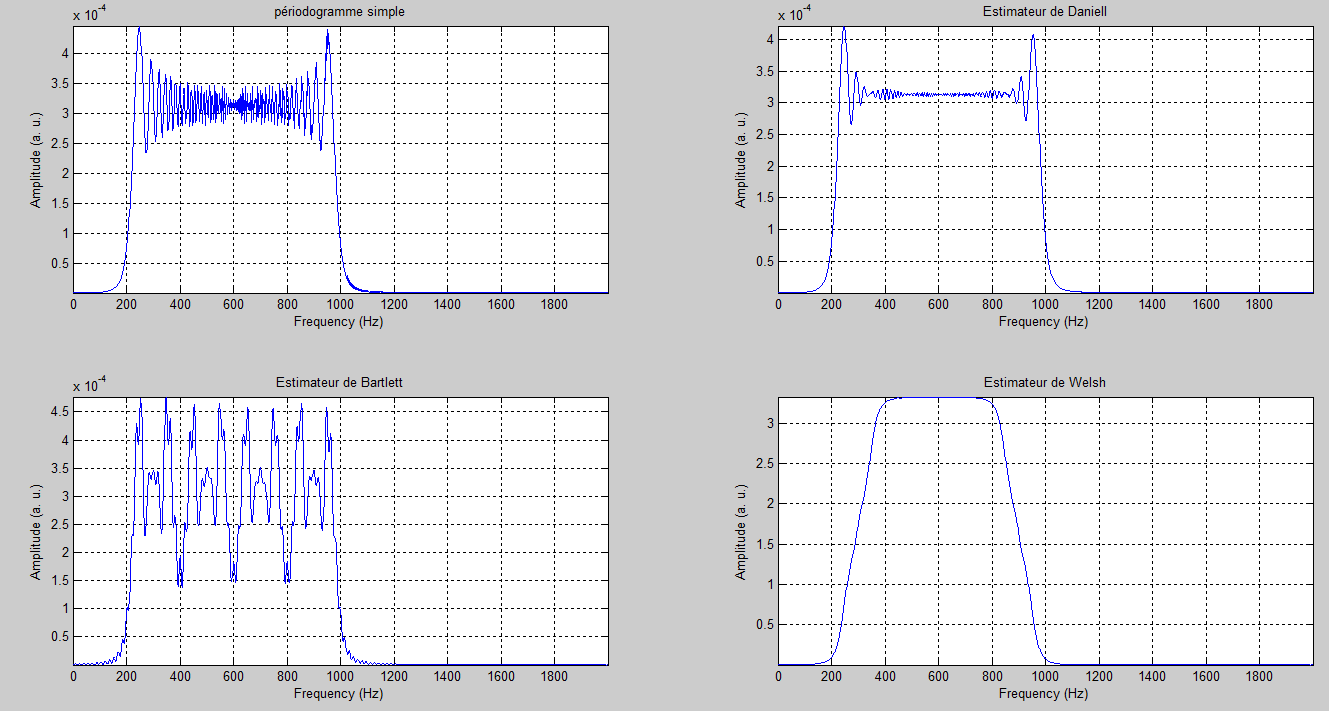 périodogramme simple
x 10-4
4
3.5
3
2.5
2
1.5
1
0.5
Amplitude (a. u.)
0 200 400 600 800 1000 1200 1400 1600 1800
Frequency (Hz)
Estimateur de Daniell
x 10-4
4
3.5
3
2.5
2
1.5
1
0.5
Amplitude (a. u.)
0 200 400 600 800 1000 1200 1400 1600 1800
Frequency (Hz)
Estimateur de Bartlett
x 10-4
4.5
4
3.5
3
2.5
2
1.5
1
0.5
Amplitude (a. u.)
0 200 400 600 800 1000 1200 1400 1600 1800
Frequency (Hz)
Estimateur de Welsh
3
2.5
2
1.5
1
0.5
Amplitude (a. u.)
0 200 400 600 800 1000 1200 1400 1600 1800
Frequency (Hz)